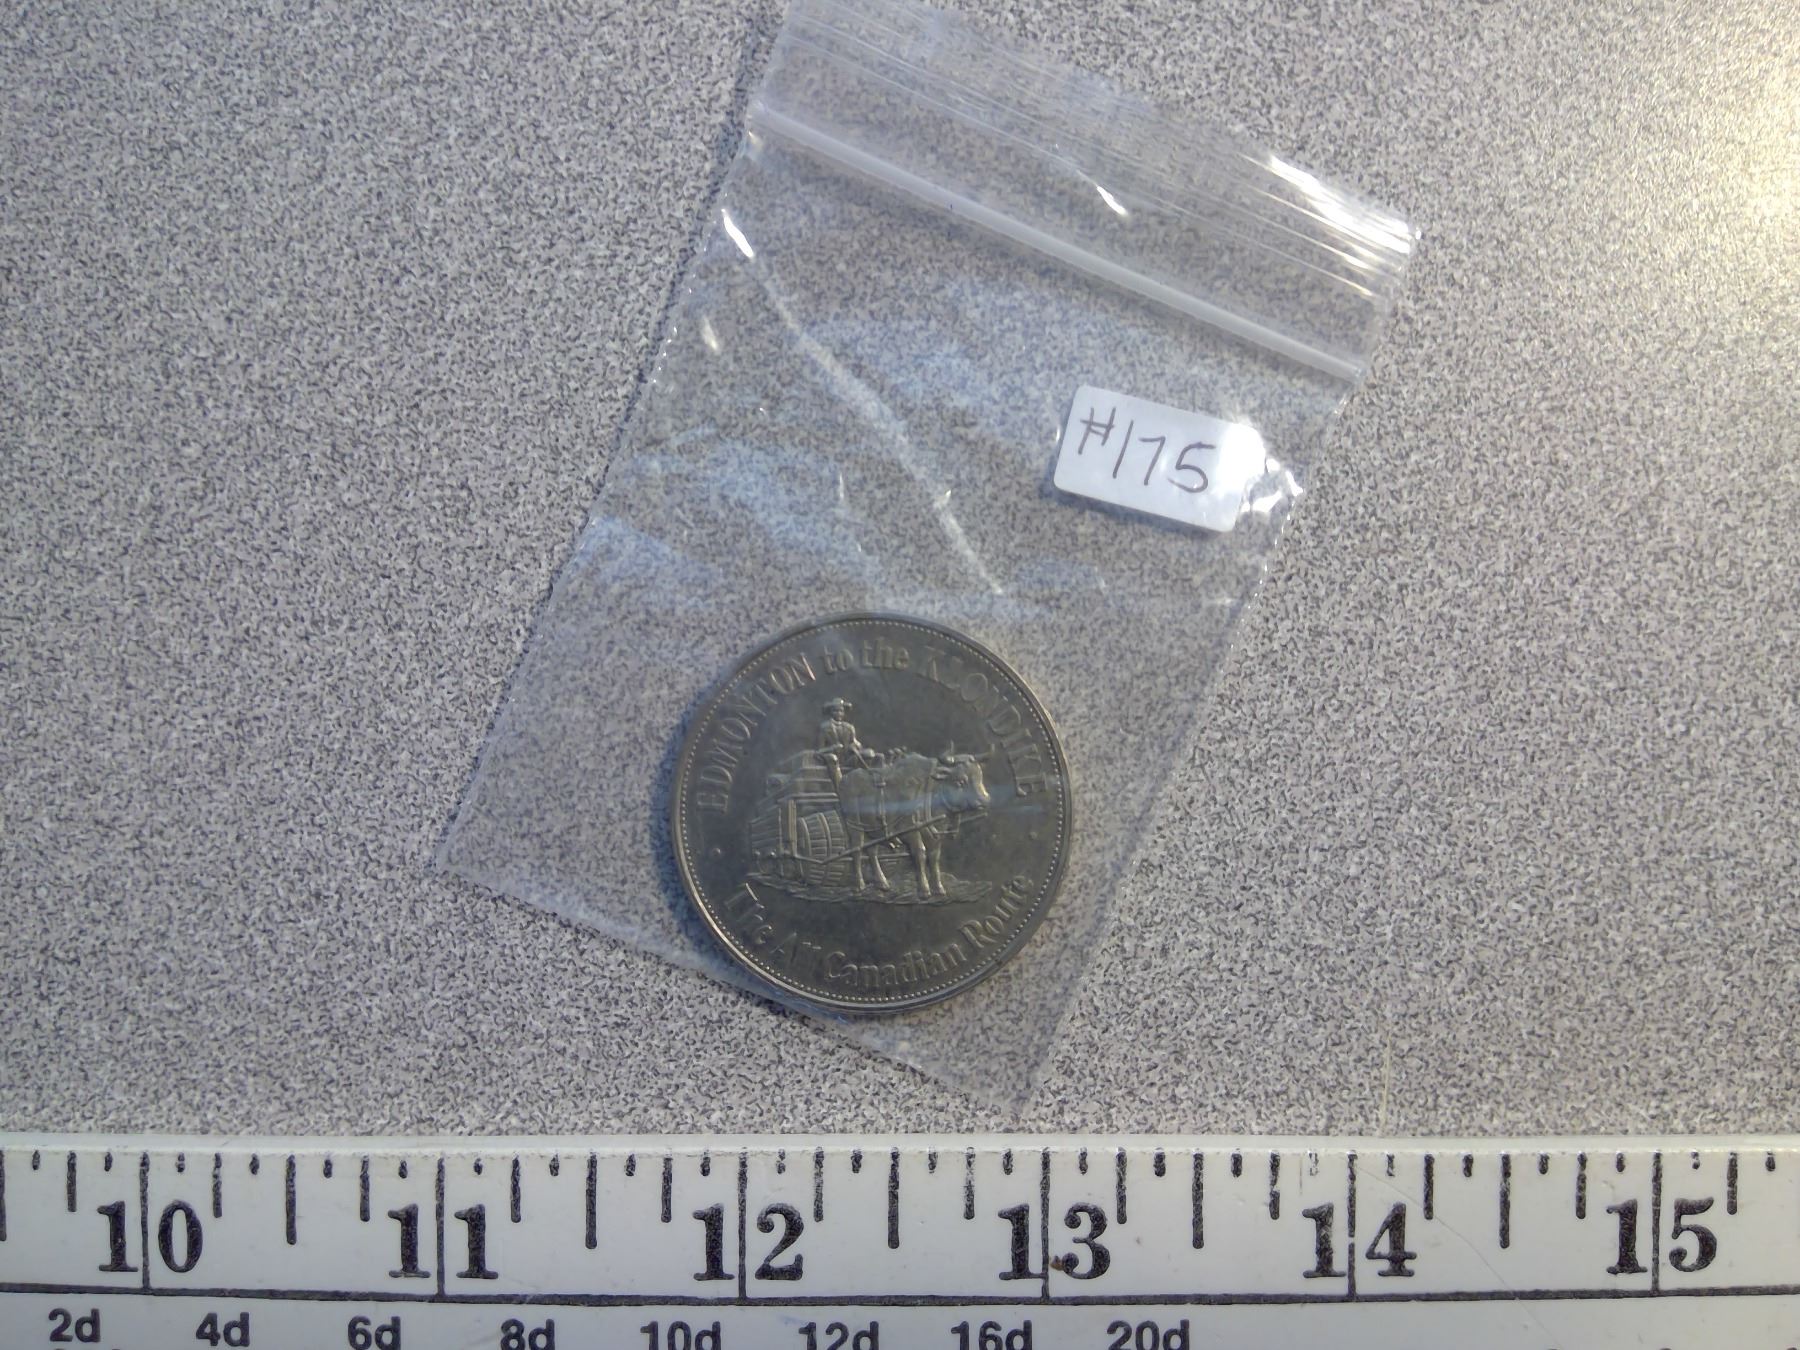 #175
EDMONTON to the KLONDIKE
The All Canadian Route
10 11 12 13 14 15
2d 4d 6d 8d 10d 12d 16d 20d